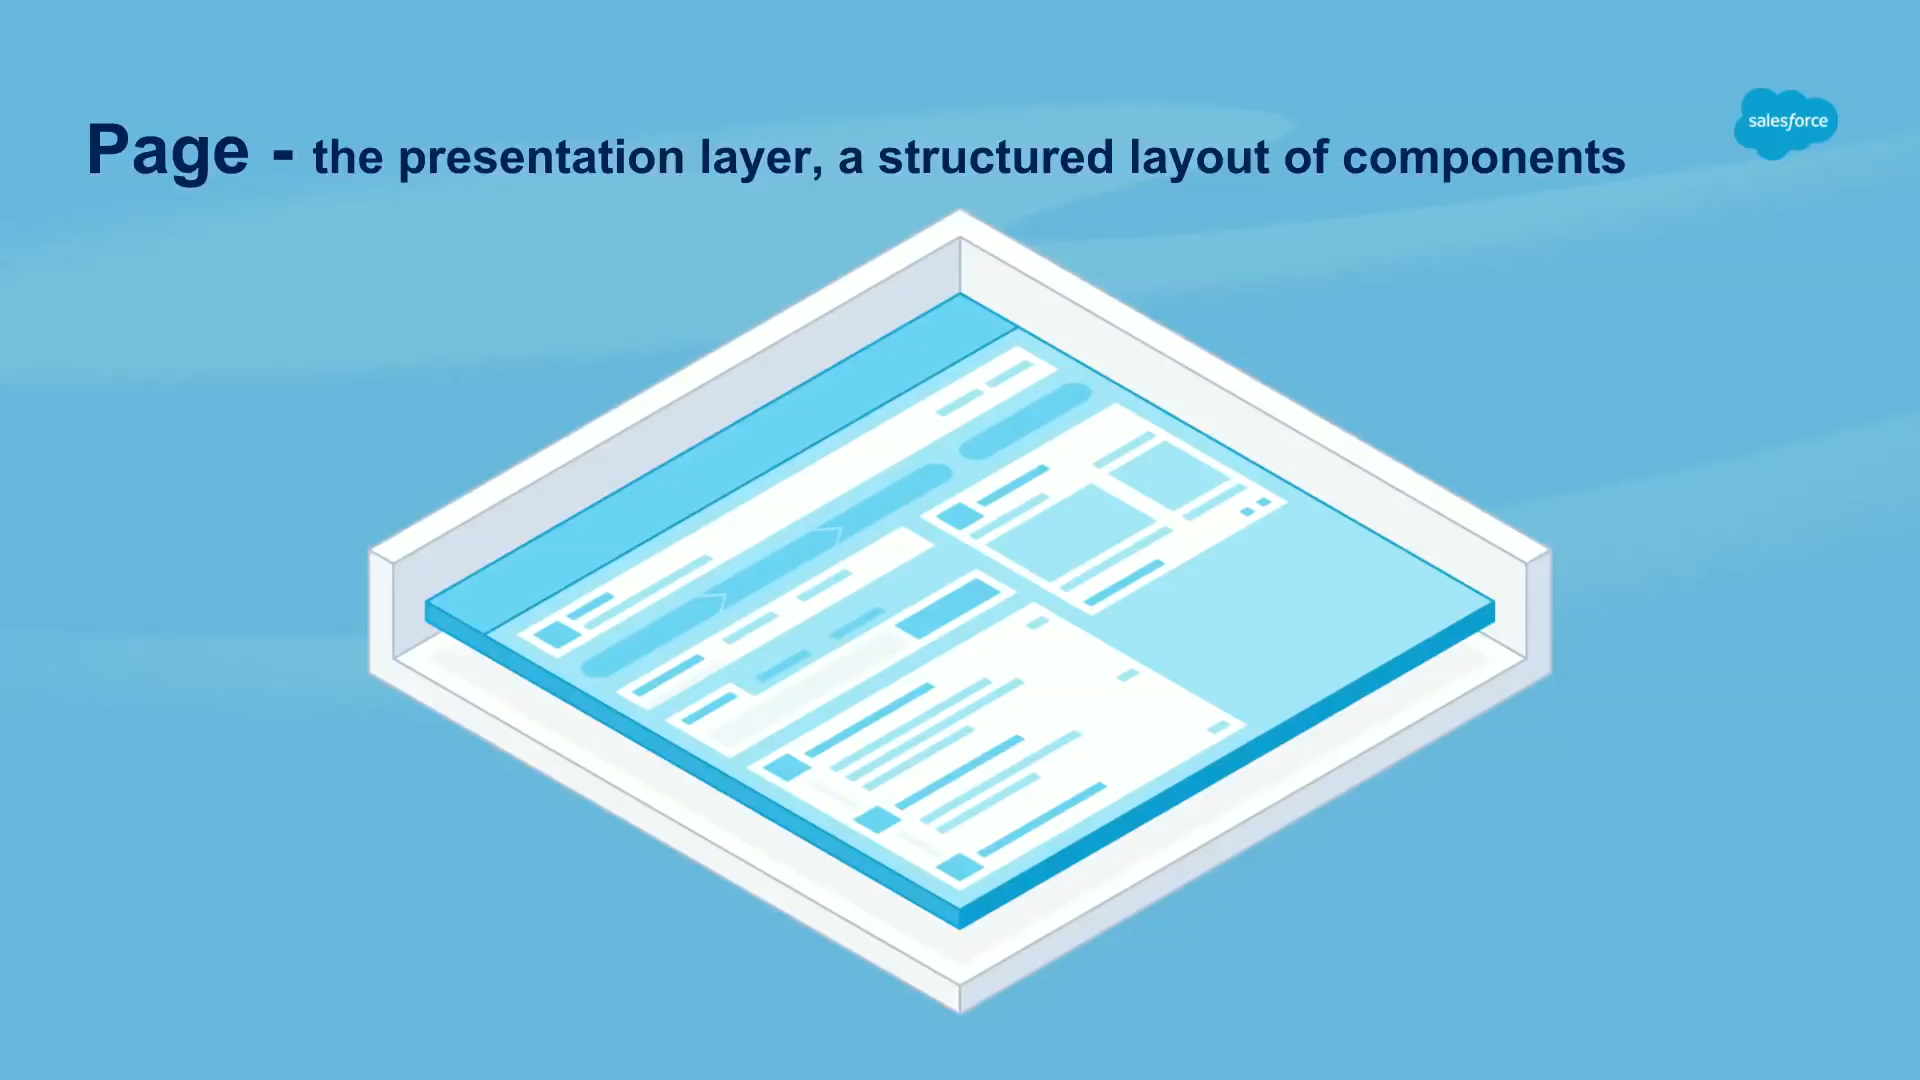 Page - the presentation layer, a structured layout of components
salesforce